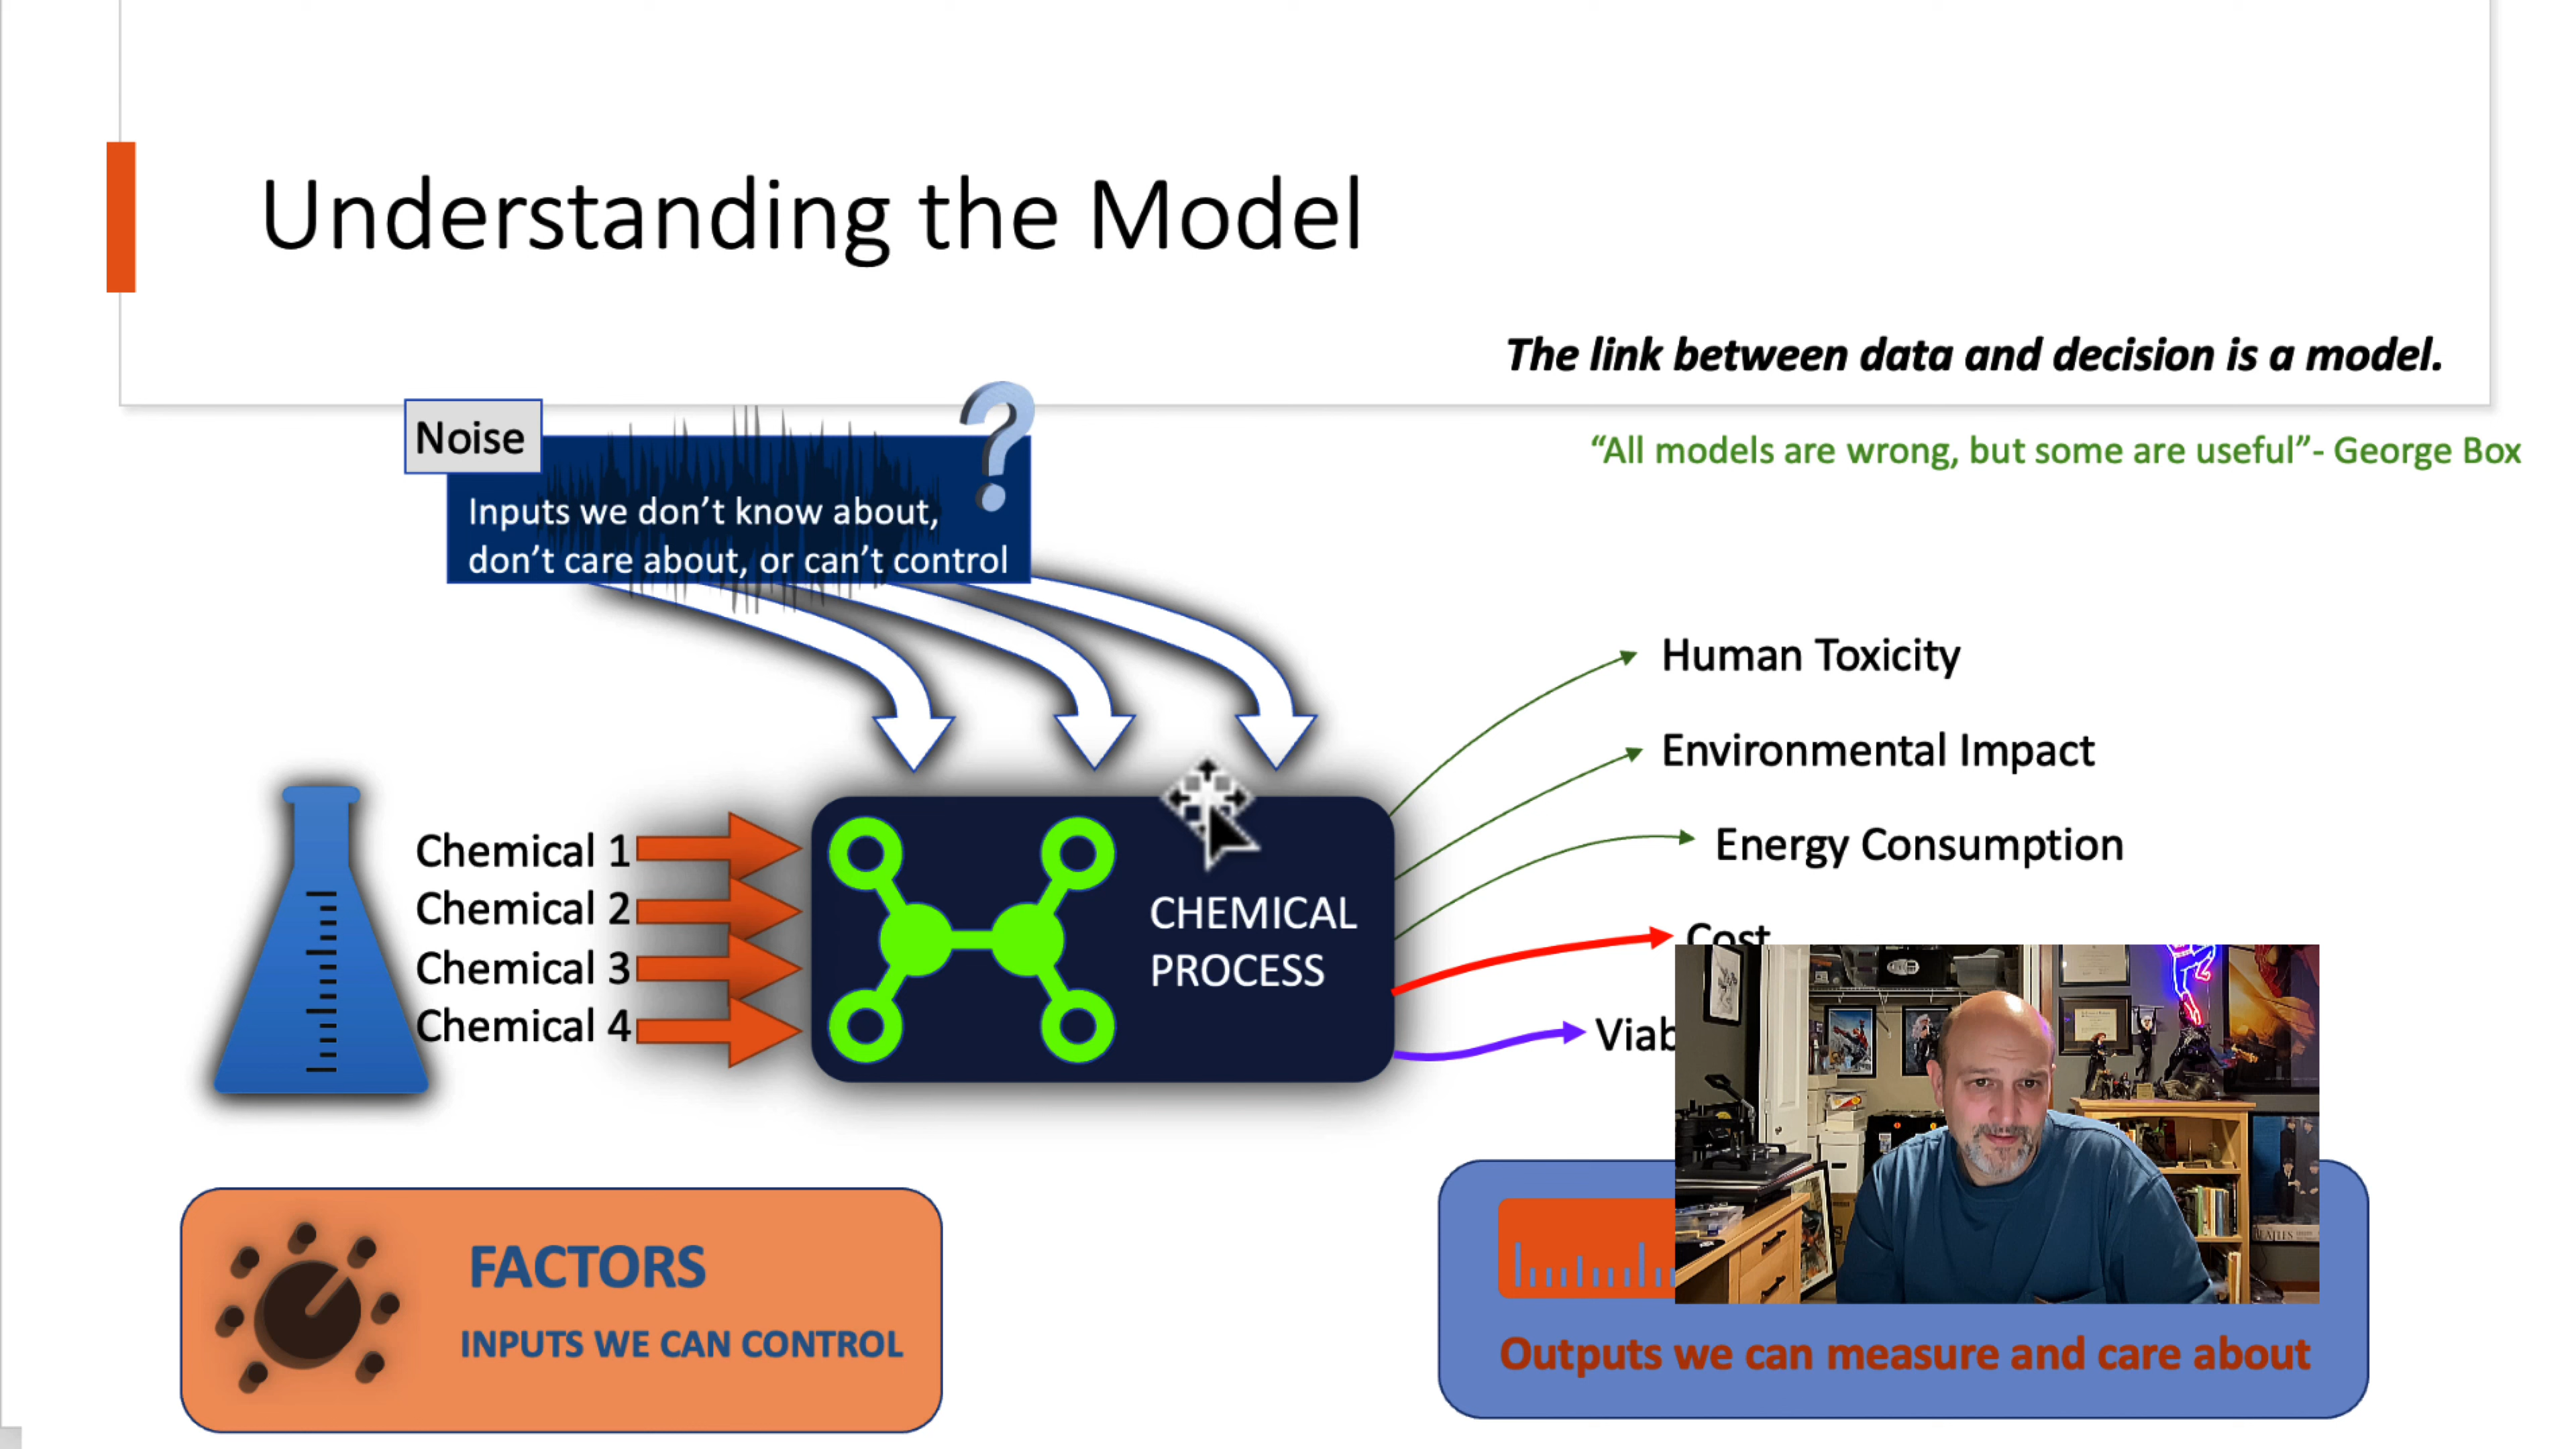 Understanding the Model
The link between data and decision is a model.
“All models are wrong, but some are useful”- George Box
Noise
Inputs we don’t know about,
don’t care about, or can’t control
Human Toxicity
Environmental Impact
Energy Consumption
Cost
Chemical 1
Chemical 2
Chemical 3
Chemical 4
CHEMICAL
PROCESS
FACTORS
INPUTS WE CAN CONTROL
Outputs we can measure and care about
BEATLES